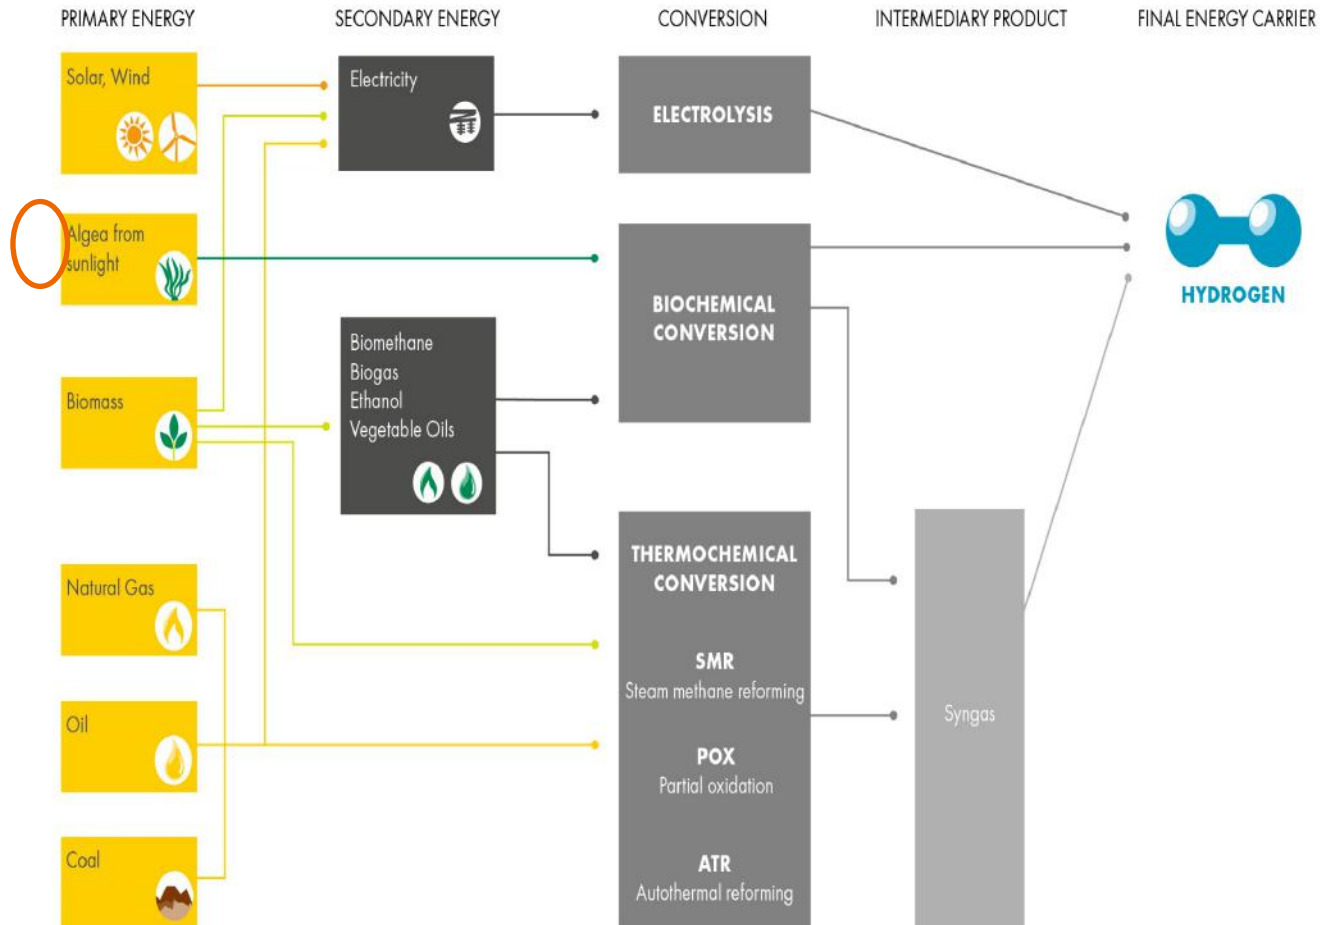 PRIMARY ENERGY
SECONDARY ENERGY
CONVERSION
INTERMEDIARY PRODUCT
FINAL ENERGY CARRIER
Solar, Wind
Electricity
ELECTROLYSIS
Algea from
sunlight
BIOCHEMICAL
CONVERSION
HYDROGEN
Biomethane
Biogas
Ethanol
Vegetable Oils
Biomass
THERMOCHEMICAL
CONVERSION
SMR
Steam methane reforming
POX
Partial oxidation
ATR
Autothermal reforming
Syngas
Natural Gas
Oil
Coal